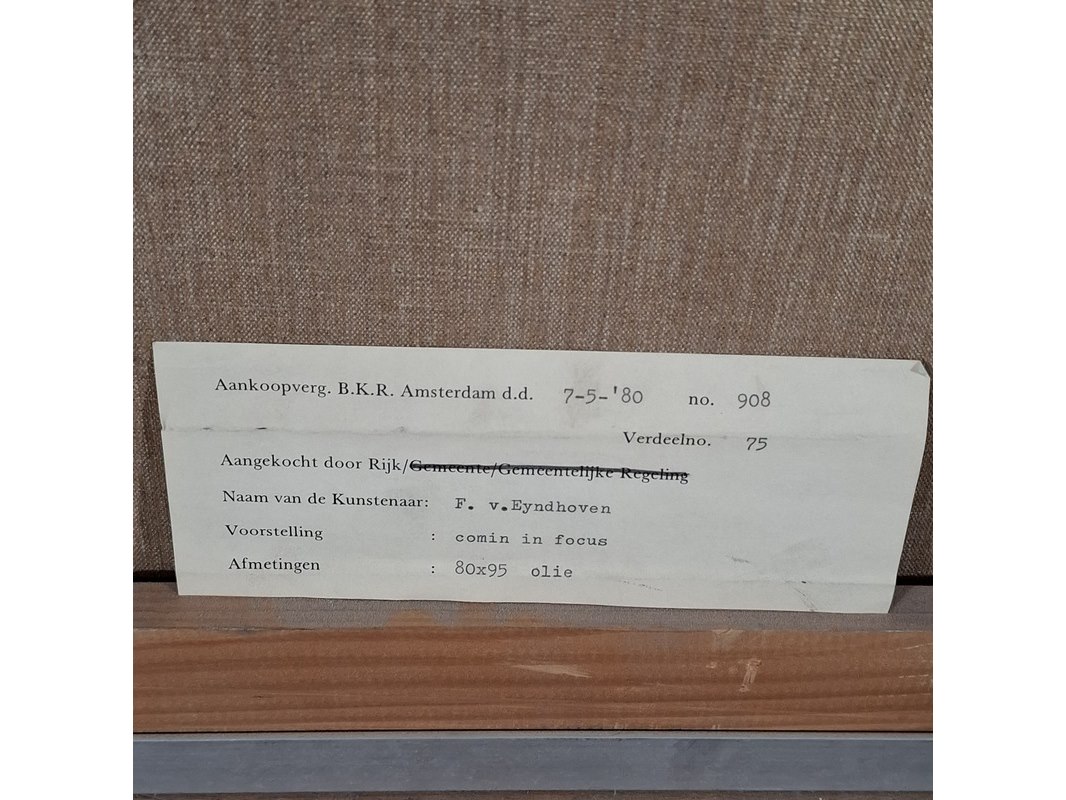 Aankoopverg. B.K.R. Amsterdam d.d. 7-5-'80 no. 908
Verdeelno. 75
Aangekocht door Rijk/Gemeente/Gemeentelijke Regeling
Naam van de Kunstenaar: F. v.Eyndhoven
Voorstelling : comin in focus
Afmetingen : 80x95 olie